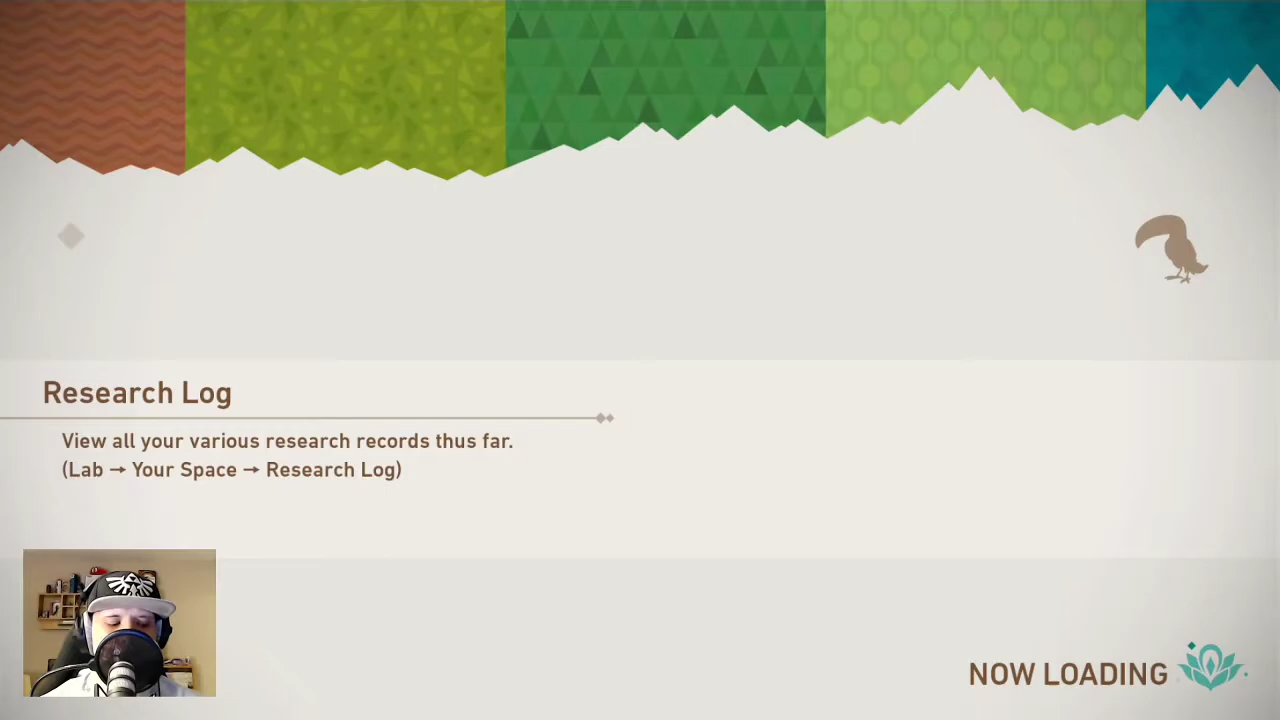 Research Log
View all your various research records thus far.
(Lab → Your Space → Research Log)
NOW LOADING